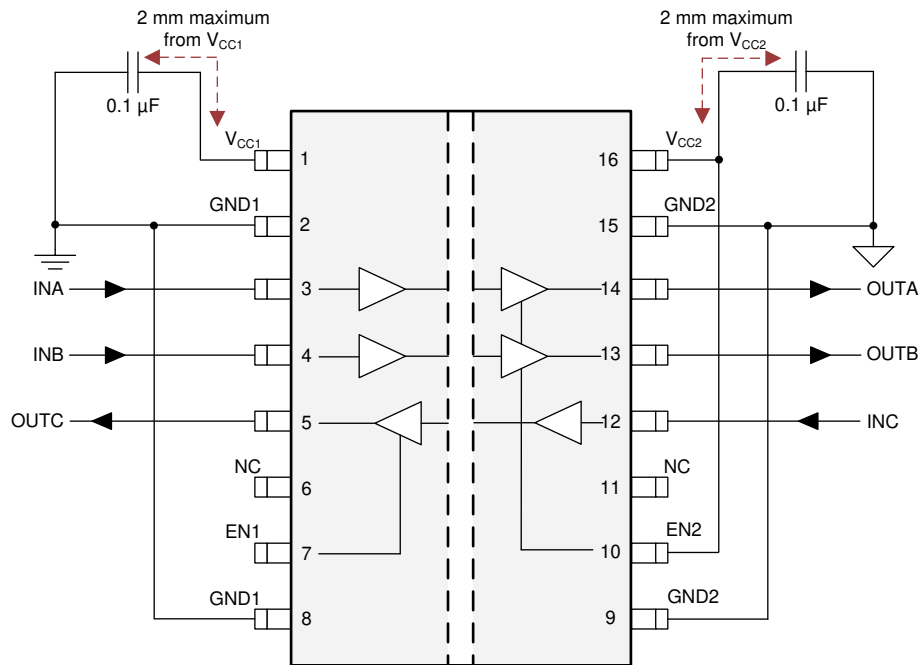 2 mm maximum
from VCC1
2 mm maximum
from VCC2
0.1 µF
0.1 µF
VCC1
1
16
VCC2
GND1
2
15
GND2
INA
3
14
OUTA
INB
4
13
OUTB
OUTC
5
12
INC
NC
6
11
NC
EN1
7
10
EN2
GND1
8
9
GND2